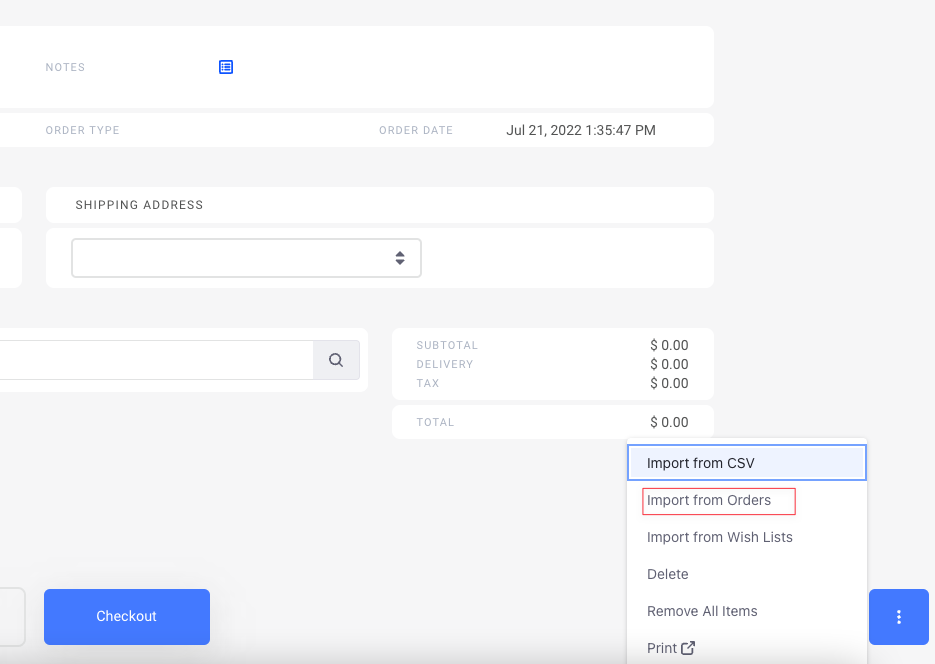 NOTES
ORDER TYPE
ORDER DATE
Jul 21, 2022 1:35:47 PM
SHIPPING ADDRESS
SUBTOTAL $ 0.00
DELIVERY $ 0.00
TAX $ 0.00
TOTAL $ 0.00
Import from CSV
Import from Orders
Import from Wish Lists
Delete
Remove All Items
Print
Checkout